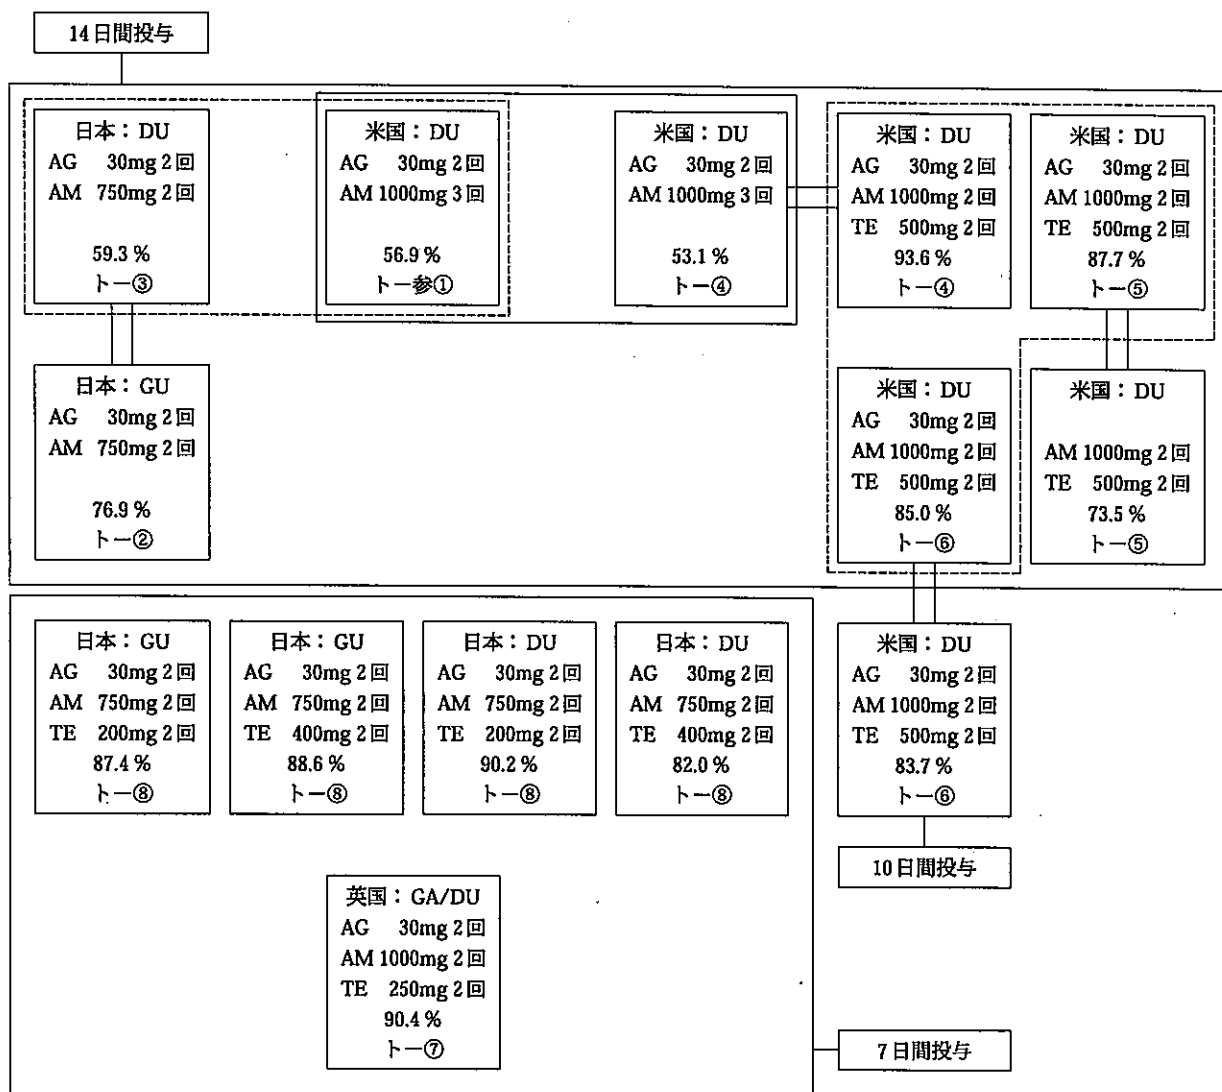 14日間投与
日本：DU
AG 30mg 2回
AM 750mg 2回
59.3 %
ト—③
米国：DU
AG 30mg 2回
AM 1000mg 3回
56.9 %
ト—参①
米国：DU
AG 30mg 2回
AM 1000mg 3回
53.1 %
ト—④
米国：DU
AG 30mg 2回
AM 1000mg 2回
TE 500mg 2回
93.6 %
ト—④
米国：DU
AG 30mg 2回
AM 1000mg 2回
TE 500mg 2回
87.7 %
ト—⑤
日本：GU
AG 30mg 2回
AM 750mg 2回
76.9 %
ト—②
米国：DU
AG 30mg 2回
AM 1000mg 2回
TE 500mg 2回
85.0 %
ト—⑥
米国：DU
AM 1000mg 2回
TE 500mg 2回
73.5 %
ト—⑤
日本：GU
AG 30mg 2回
AM 750mg 2回
TE 200mg 2回
87.4 %
ト—⑧
日本：GU
AG 30mg 2回
AM 750mg 2回
TE 400mg 2回
88.6 %
ト—⑧
日本：DU
AG 30mg 2回
AM 750mg 2回
TE 200mg 2回
90.2 %
ト—⑧
日本：DU
AG 30mg 2回
AM 750mg 2回
TE 400mg 2回
82.0 %
ト—⑧
米国：DU
AG 30mg 2回
AM 1000mg 2回
TE 500mg 2回
83.7 %
ト—⑥
10日間投与
英国：GA/DU
AG 30mg 2回
AM 1000mg 2回
TE 250mg 2回
90.4 %
ト—⑦
7日間投与